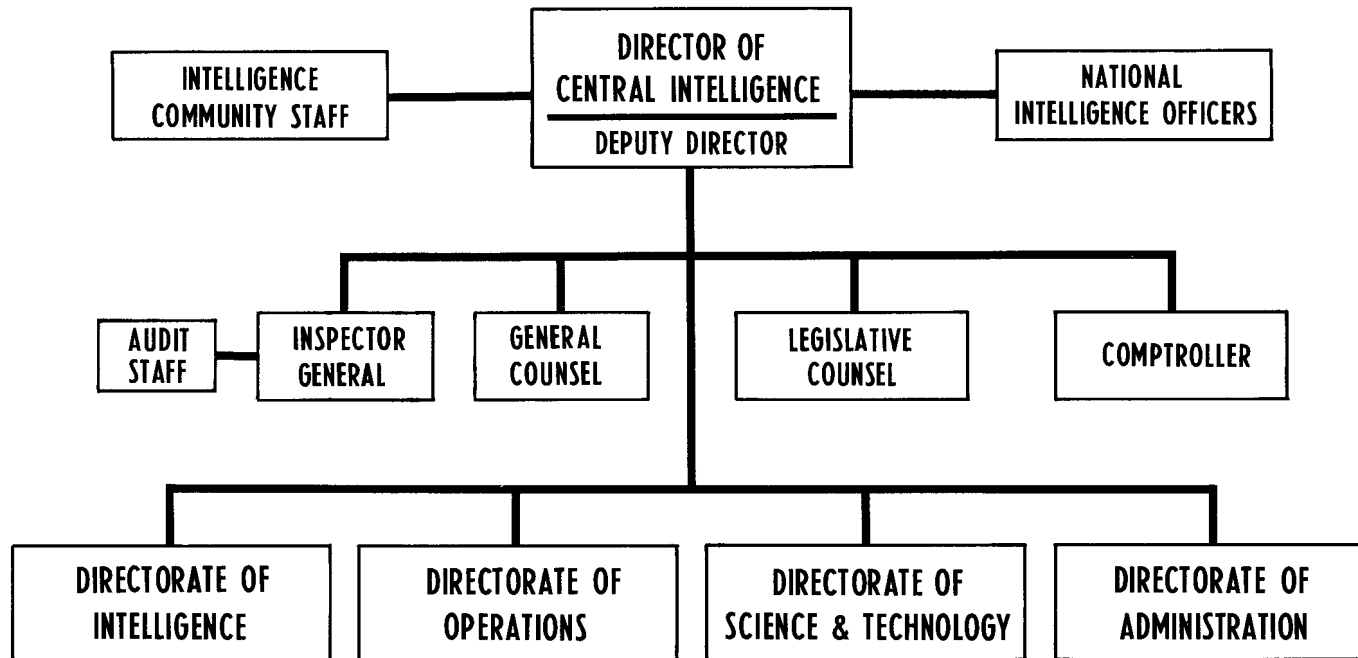 INTELLIGENCE
COMMUNITY STAFF
DIRECTOR OF
CENTRAL INTELLIGENCE
DEPUTY DIRECTOR
NATIONAL
INTELLIGENCE OFFICERS
AUDIT
STAFF
INSPECTOR
GENERAL
GENERAL
COUNSEL
LEGISLATIVE
COUNSEL
COMPTROLLER
DIRECTORATE OF
INTELLIGENCE
DIRECTORATE OF
OPERATIONS
DIRECTORATE OF
SCIENCE & TECHNOLOGY
DIRECTORATE OF
ADMINISTRATION